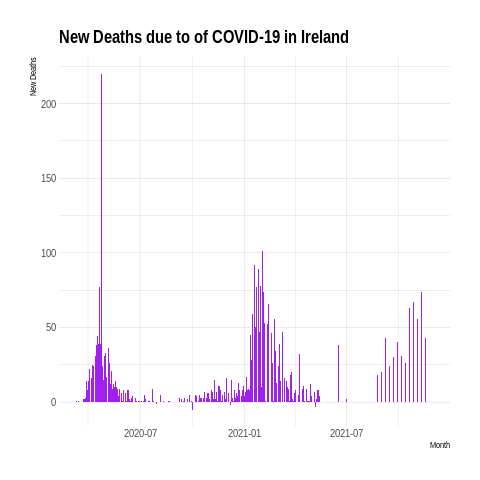 New Deaths due to of COVID-19 in Ireland
New Deaths
200
150
100
50
0
2020-07
2021-01
2021-07
Month